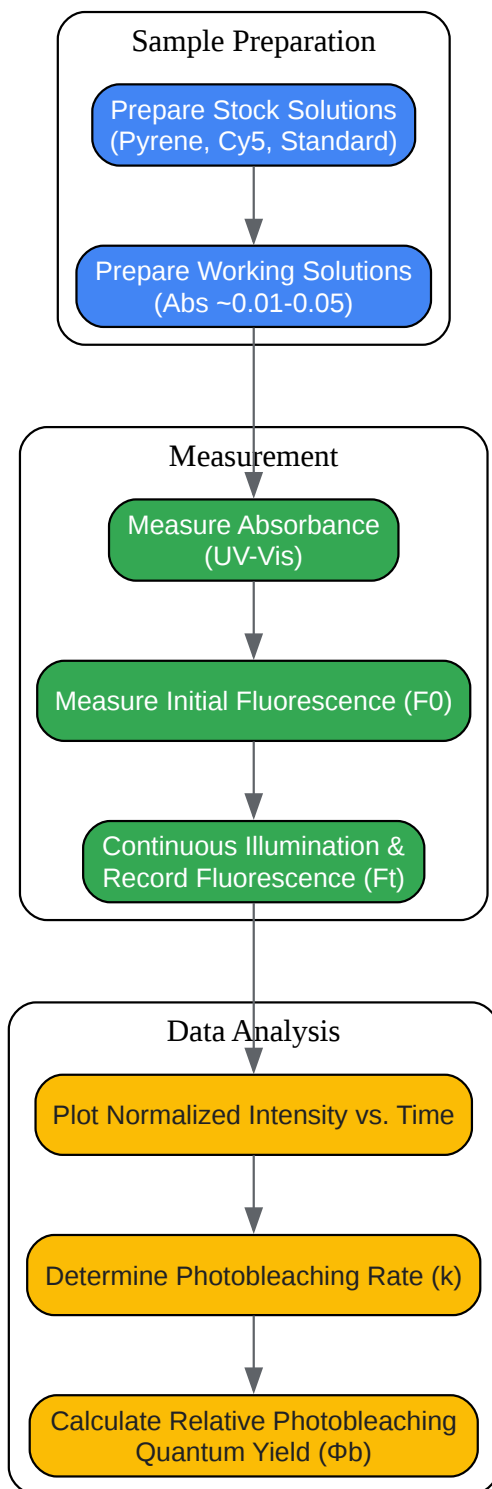 Sample Preparation
Prepare Stock Solutions
(Pyrene, Cy5, Standard)
Prepare Working Solutions
(Abs ~0.01-0.05)
Measurement
Measure Absorbance
(UV-Vis)
Measure Initial Fluorescence (F0)
Continuous Illumination &
Record Fluorescence (Ft)
Data Analysis
Plot Normalized Intensity vs. Time
Determine Photobleaching Rate (k)
Calculate Relative Photobleaching
Quantum Yield (Φb)